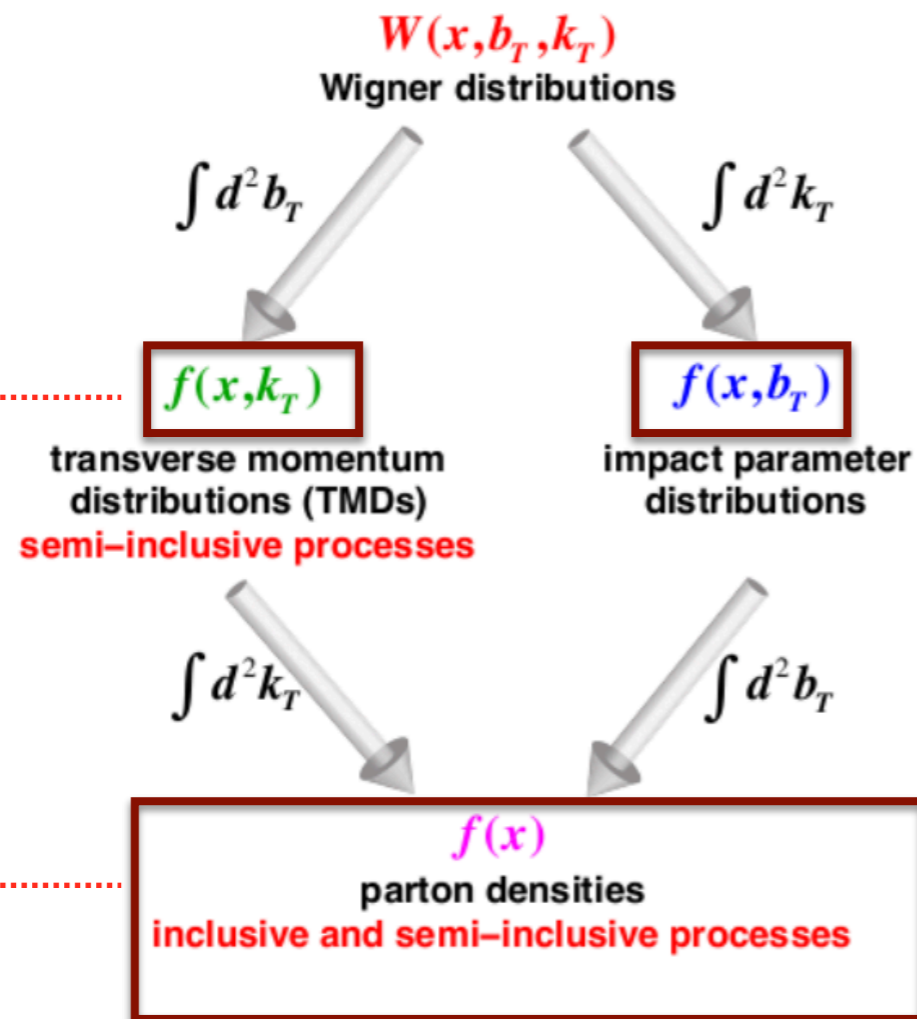 W(x,b_T,k_T)
Wigner distributions
∫d²b_T
∫d²k_T
f(x,k_T)
f(x,b_T)
transverse momentum
distributions (TMDs)
semi–inclusive processes
impact parameter
distributions
∫d²k_T
∫d²b_T
f(x)
parton densities
inclusive and semi–inclusive processes